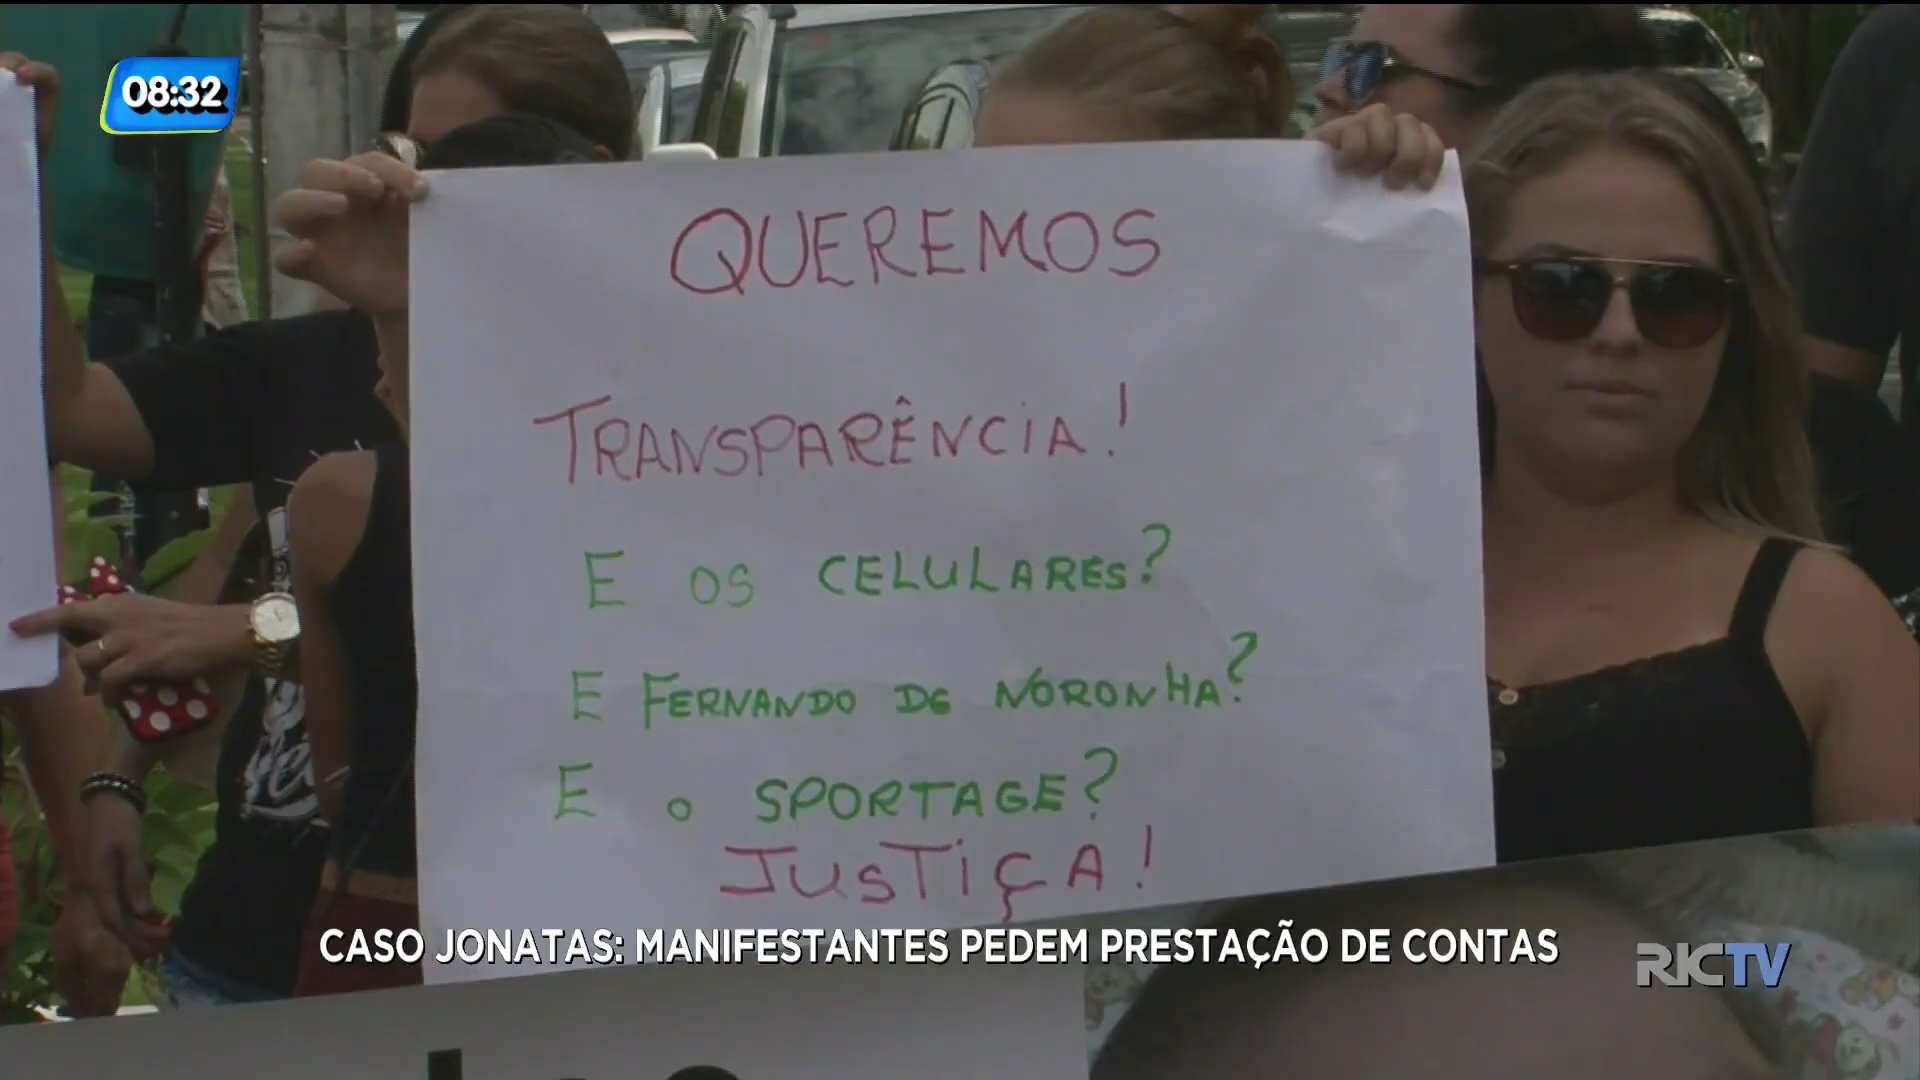 08:32
QUEREMOS
TRANSPARÊNCIA!
E OS CELULARES?
E FERNANDO DE NORONHA?
E O SPORTAGE?
JUSTIÇA!
CASO JONATAS: MANIFESTANTES PEDEM PRESTAÇÃO DE CONTAS
RICTV